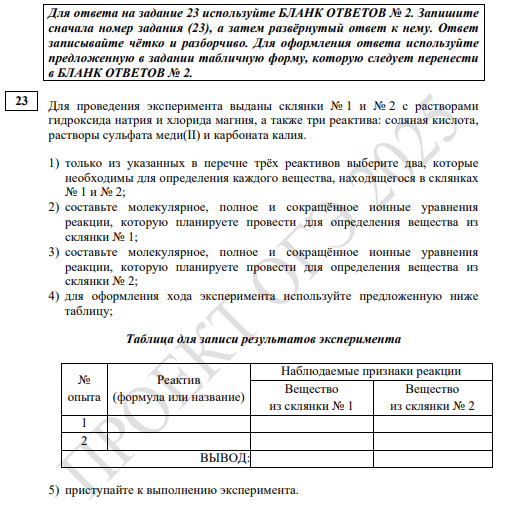 Для ответа на задание 23 используйте БЛАНК ОТВЕТОВ № 2. Запишите
сначала номер задания (23), а затем развёрнутый ответ к нему. Ответ
записывайте чётко и разборчиво. Для оформления ответа используйте
предложенную в задании табличную форму, которую следует перенести
в БЛАНК ОТВЕТОВ № 2.
23
Для проведения эксперимента выданы склянки № 1 и № 2 с растворами
гидроксида натрия и хлорида магния, а также три реактива: соляная кислота,
растворы сульфата меди(II) и карбоната калия.
1) только из указанных в перечне трёх реактивов выберите два, которые
необходимы для определения каждого вещества, находящегося в склянках
№ 1 и № 2;
2) составьте молекулярное, полное и сокращённое ионные уравнения
реакции, которую планируете провести для определения вещества из
склянки № 1;
3) составьте молекулярное, полное и сокращённое ионные уравнения
реакции, которую планируете провести для определения вещества из
склянки № 2;
4) для оформления хода эксперимента используйте предложенную ниже
таблицу;
Таблица для записи результатов эксперимента
№ опыта
Реактив
(формула или название)
Наблюдаемые признаки реакции
Вещество
из склянки № 1
Вещество
из склянки № 2
1
2
ВЫВОД:
5) приступайте к выполнению эксперимента.
ПРОЕКТ ОГЭ 2025